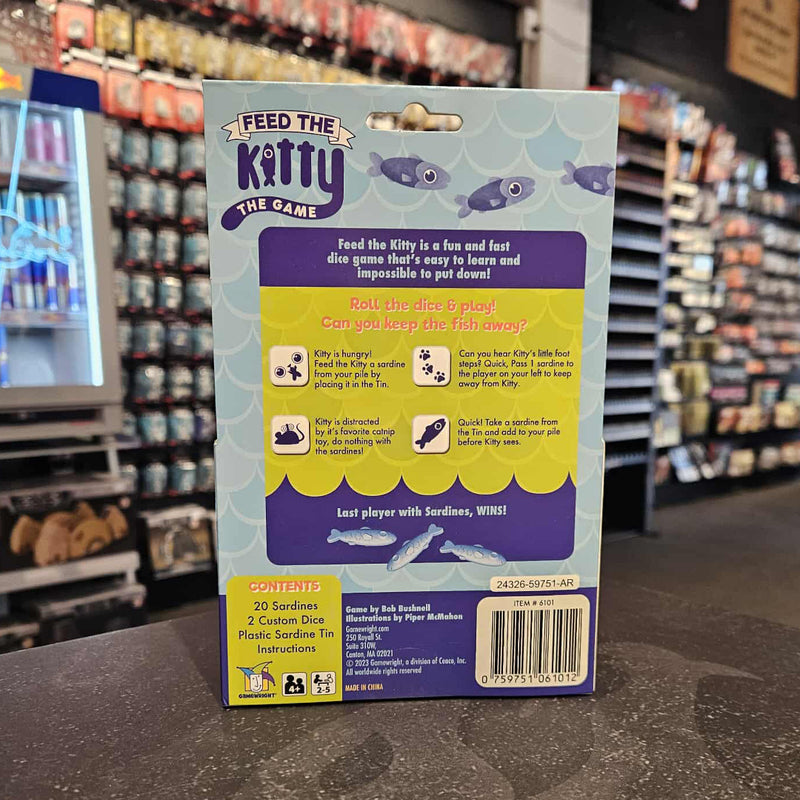 FEED THE
Kitty
THE GAME
Feed the Kitty is a fun and fast
dice game that's easy to learn and
impossible to put down!
Roll the dice & play!
Can you keep the fish away?
Kitty is hungry!
Feed the Kitty a sardine
from your pile by
placing it in the Tin.
Can you hear Kitty's little foot
steps? Quick, Pass 1 sardine to
the player on your left to keep
away from Kitty.
Kitty is distracted
by it's favorite catnip
toy, do nothing with
the sardines!
Quick! Take a sardine from
the Tin and add to your pile
before Kitty sees.
Last player with Sardines, WINS!
CONTENTS
20 Sardines
2 Custom Dice
Plastic Sardine Tin
Instructions
GAMEWRIGHT
4+
2-5
Game by Bob Bushnell
Illustrations by Piper McMahon
Gamewright.com
250 Royall St.
Suite 310W,
Canton, MA 02021
© 2023 Gamewright, a division of Ceaco, Inc.
All worldwide rights reserved
MADE IN CHINA
24326-59751-AR
ITEM # 6101
0 759751 061012